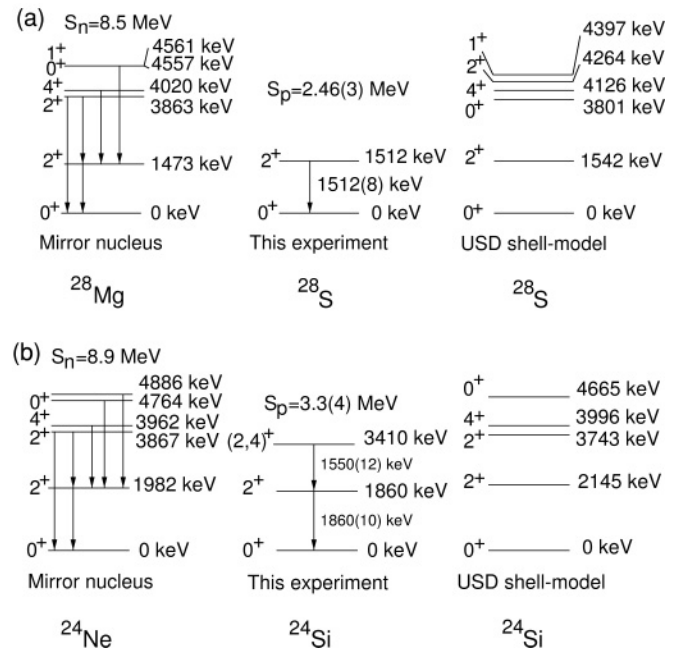 (a)
S_n=8.5 MeV
1⁺ 4561 keV
0⁺ 4557 keV
4⁺ 4020 keV
2⁺ 3863 keV
2⁺ 1473 keV
0⁺ 0 keV
Mirror nucleus
²⁸Mg
S_p=2.46(3) MeV
2⁺ 1512 keV
1512(8) keV
0⁺ 0 keV
This experiment
²⁸S
1⁺ 4397 keV
2⁺ 4264 keV
4⁺ 4126 keV
0⁺ 3801 keV
2⁺ 1542 keV
0⁺ 0 keV
USD shell-model
²⁸S
(b)
S_n=8.9 MeV
4886 keV
0⁺ 4764 keV
4⁺ 3962 keV
2⁺ 3867 keV
2⁺ 1982 keV
0⁺ 0 keV
Mirror nucleus
²⁴Ne
S_p=3.3(4) MeV
(2,4)⁺ 3410 keV
1550(12) keV
2⁺ 1860 keV
1860(10) keV
0⁺ 0 keV
This experiment
²⁴Si
0⁺ 4665 keV
4⁺ 3996 keV
2⁺ 3743 keV
2⁺ 2145 keV
0⁺ 0 keV
USD shell-model
²⁴Si